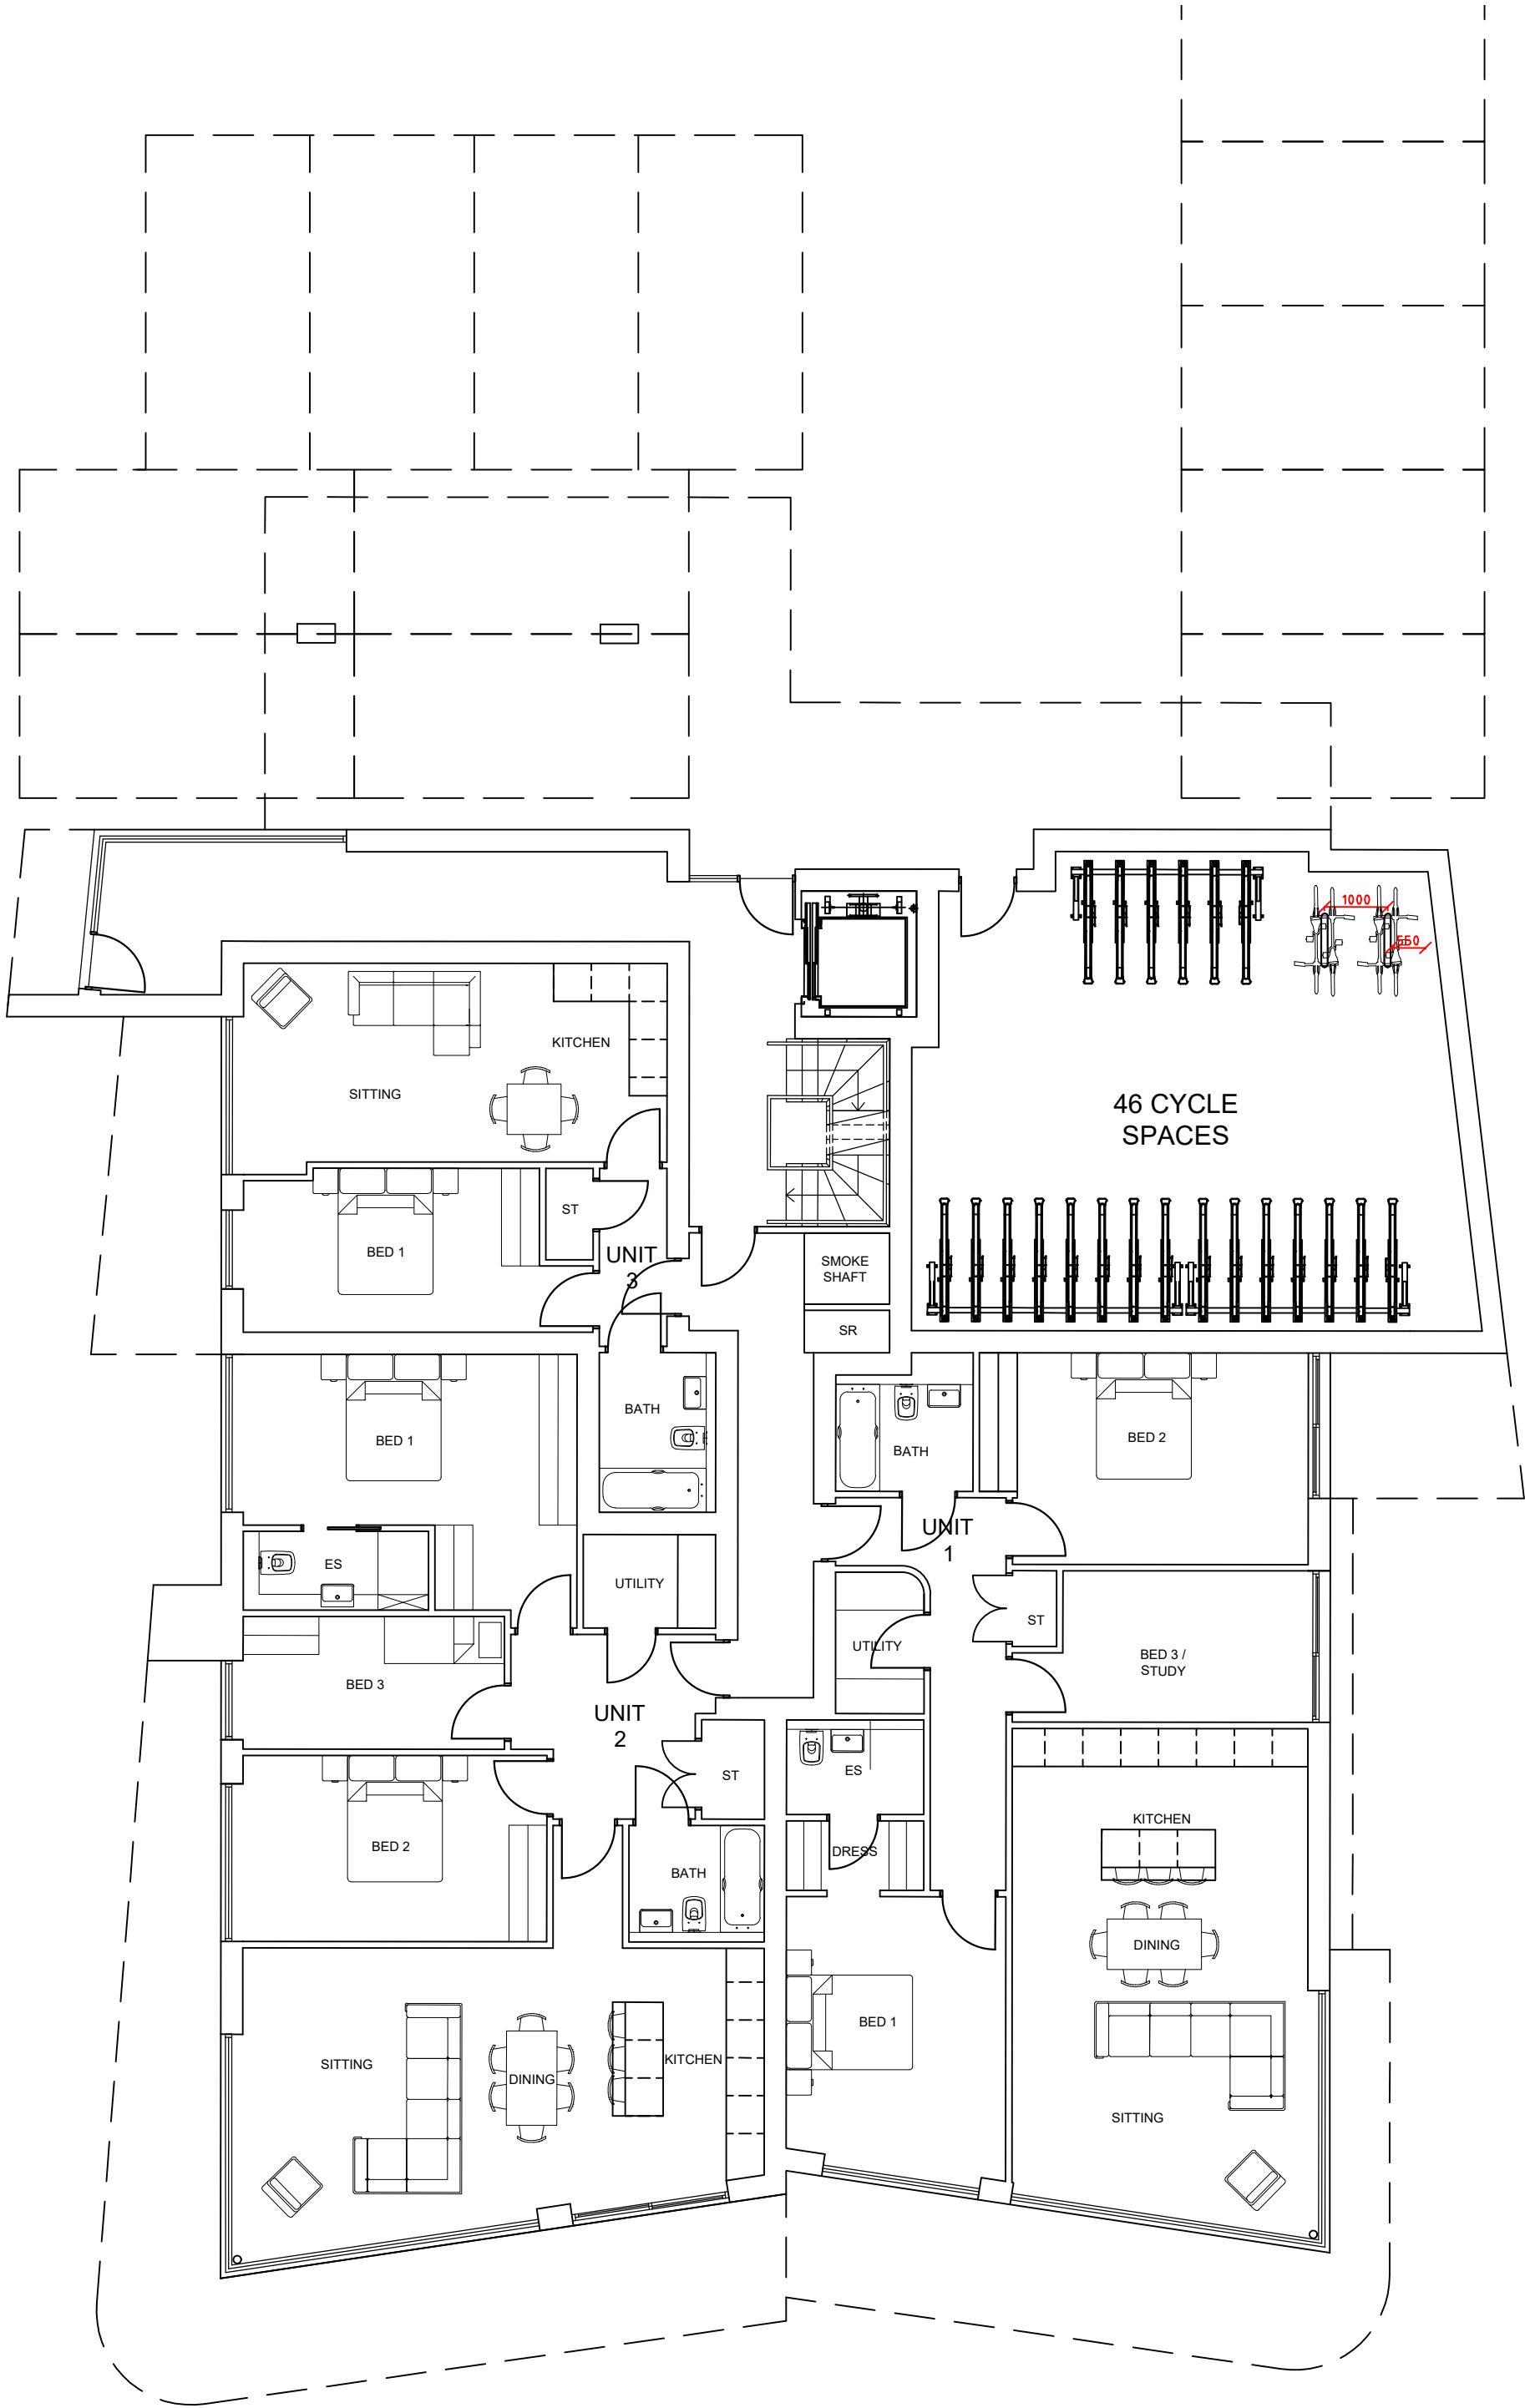 1000
560
KITCHEN
SITTING
46 CYCLE
SPACES
ST
BED 1
UNIT
3
SMOKE
SHAFT
SR
BATH
BED 1
BATH
BED 2
UNIT
1
ES
UTILITY
ST
UTILITY
BED 3 /
STUDY
BED 3
UNIT
2
ST
ES
KITCHEN
BED 2
DRESS
BATH
DINING
BED 1
SITTING
KITCHEN
DINING
SITTING